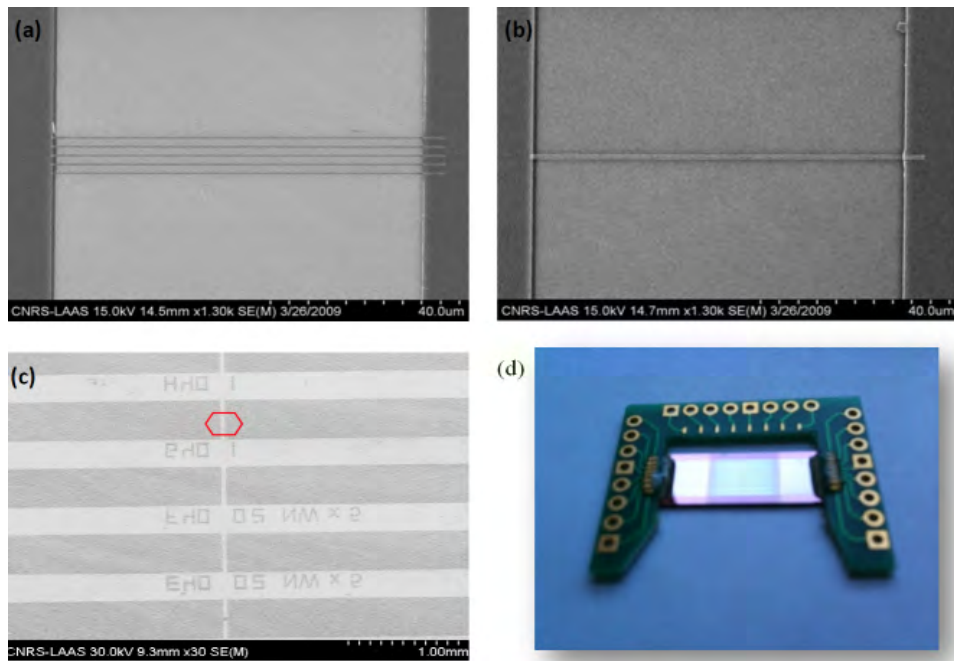 (a)
CNRS-LAAS 15.0kV 14.5mm x1.30k SE(M) 3/26/2009 40.0um
(b)
CNRS-LAAS 15.0kV 14.7mm x1.30k SE(M) 3/26/2009 40.0um
(c)
CNRS-LAAS 30.0kV 9.3mm x30 SE(M) 1.00mm
(d)